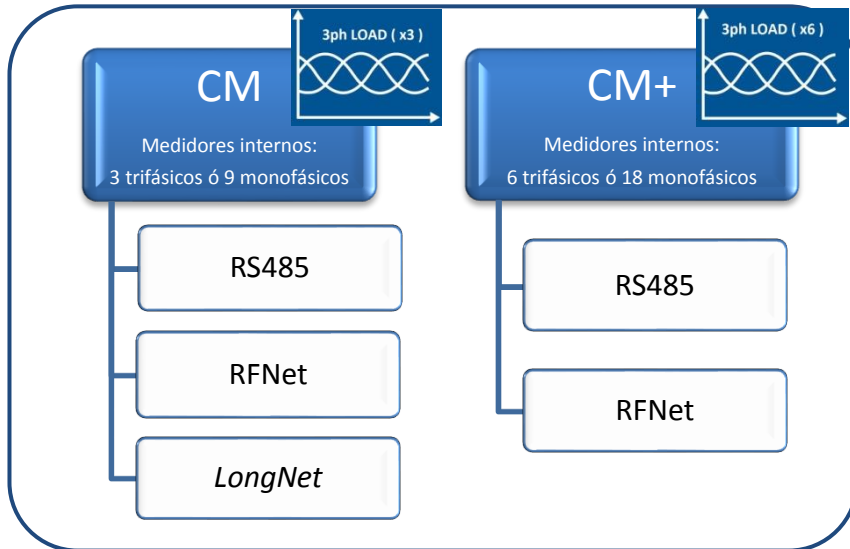 3ph LOAD ( x3 )
CM
Medidores internos:
3 trifásicos ó 9 monofásicos
RS485
RFNet
LongNet
3ph LOAD ( x6 )
CM+
Medidores internos:
6 trifásicos ó 18 monofásicos
RS485
RFNet